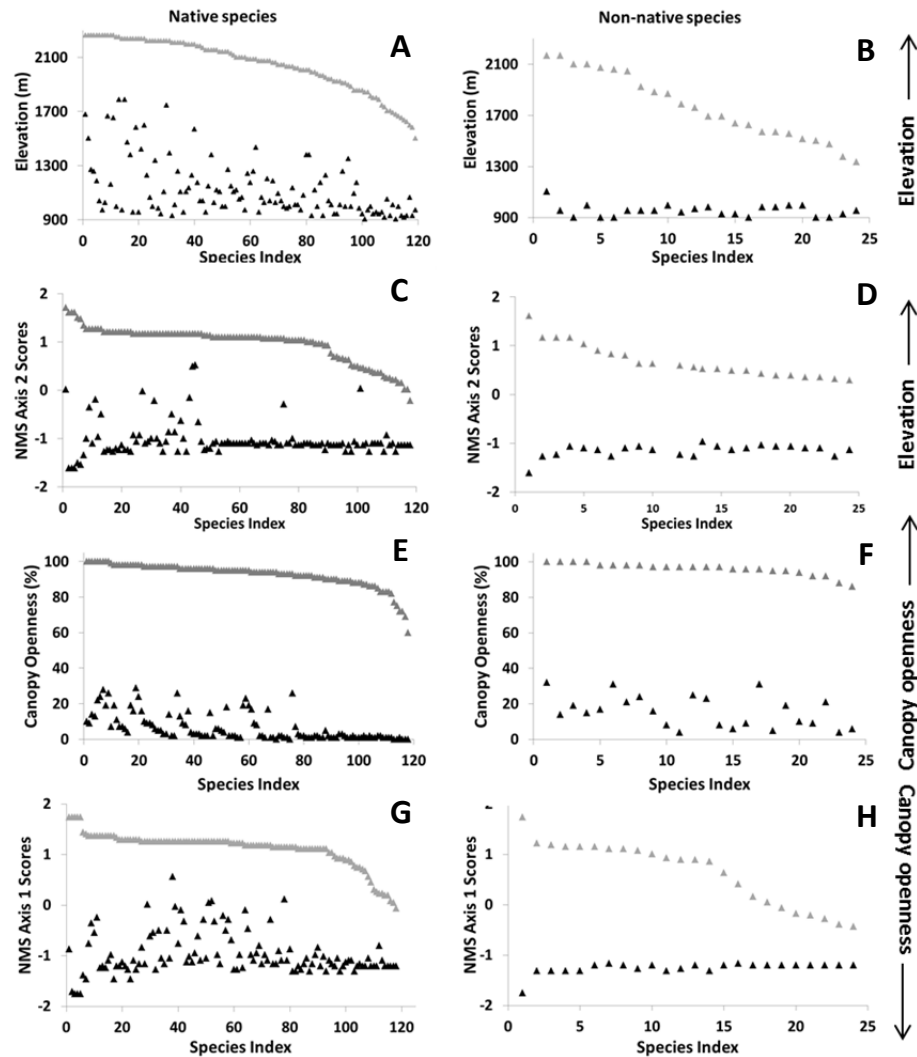 Native species
Non-native species
A
Elevation (m)
2100
1700
1300
900
0 20 40 60 80 100 120
Species Index
B
Elevation (m)
2100
1700
1300
900
0 5 10 15 20 25
Species Index
Elevation
C
NMS Axis 2 Scores
2
1
0
-1
-2
0 20 40 60 80 100 120
Species Index
D
NMS Axis 2 Scores
2
1
0
-1
-2
0 5 10 15 20 25
Species Index
Elevation
E
Canopy Openness (%)
100
80
60
40
20
0
0 20 40 60 80 100 120
Species Index
F
Canopy Openness (%)
100
80
60
40
20
0
0 5 10 15 20 25
Species Index
Canopy openness
G
NMS Axis 1 Scores
2
1
0
-1
-2
0 20 40 60 80 100 120
Species Index
H
NMS Axis 1 Scores
2
1
0
-1
-2
0 5 10 15 20 25
Species Index
Canopy openness